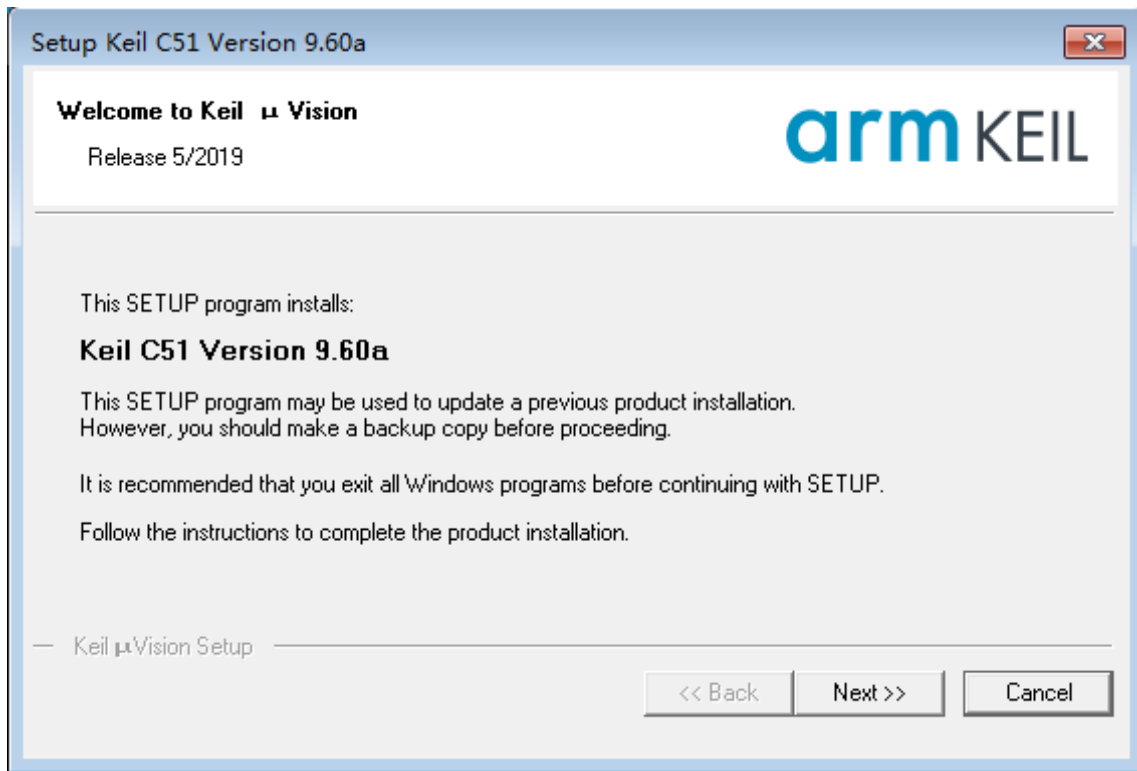 Setup Keil C51 Version 9.60a
Welcome to Keil μ Vision
Release 5/2019
arm KEIL
This SETUP program installs:
Keil C51 Version 9.60a
This SETUP program may be used to update a previous product installation.
However, you should make a backup copy before proceeding.
It is recommended that you exit all Windows programs before continuing with SETUP.
Follow the instructions to complete the product installation.
Keil μVision Setup
<< Back
Next >>
Cancel